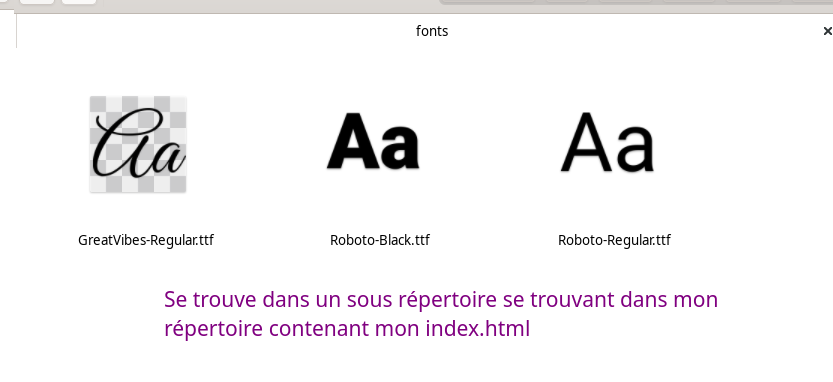 fonts
Aa Aa Aa
GreatVibes-Regular.ttf Roboto-Black.ttf Roboto-Regular.ttf
Se trouve dans un sous répertoire se trouvant dans mon
répertoire contenant mon index.html